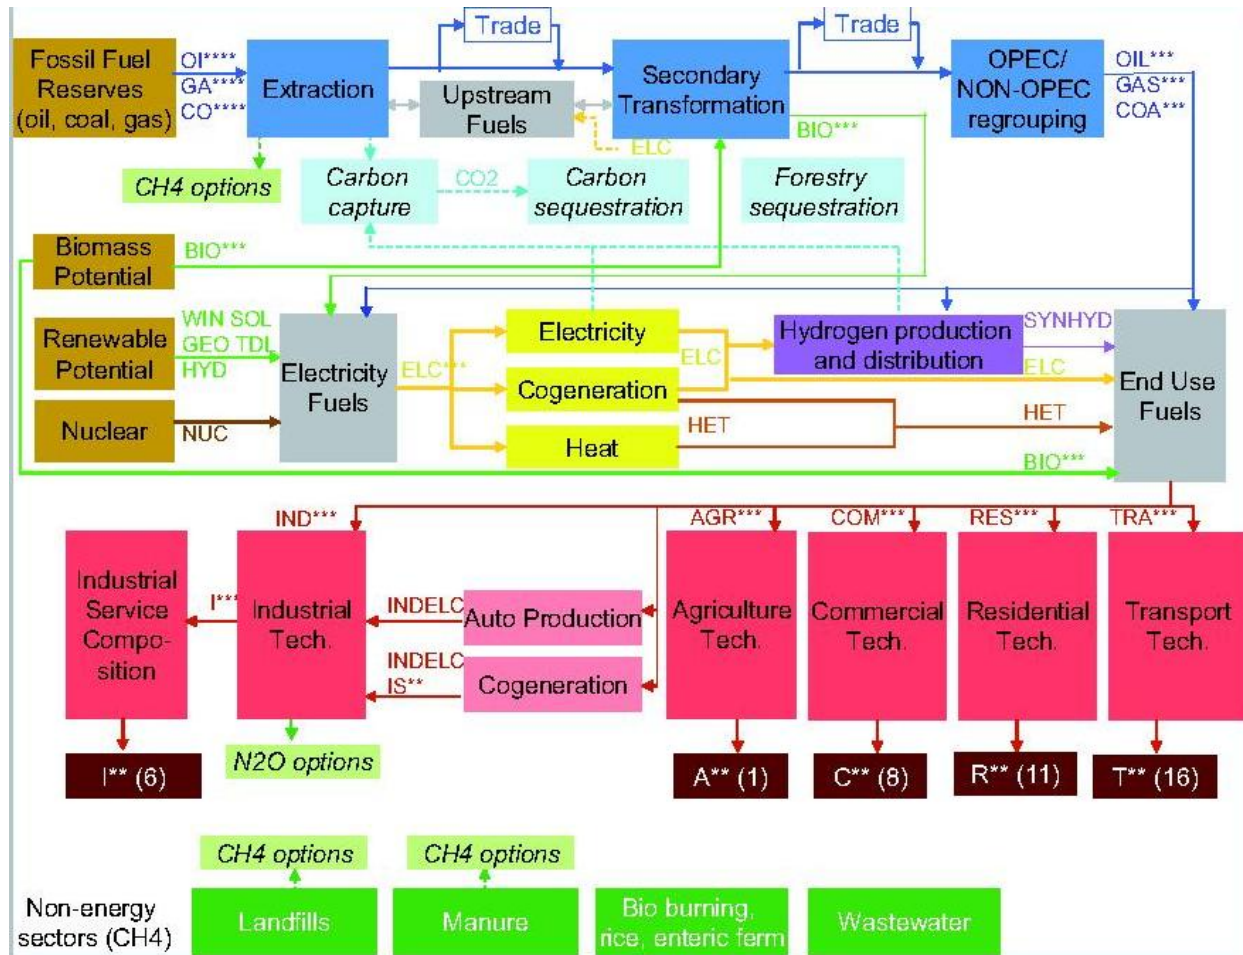 Trade
Trade
Fossil Fuel
Reserves
(oil, coal, gas)
OI****
GA****
CO****
Extraction
Upstream
Fuels
Secondary
Transformation
OPEC/
NON-OPEC
regrouping
OIL***
GAS***
COA***
BIO***
ELC
CH4 options
Carbon
capture
CO2
Carbon
sequestration
Forestry
sequestration
Biomass
Potential
BIO***
Renewable
Potential
WIN SOL
GEO TDL
HYD
Nuclear
NUC
Electricity
Fuels
ELC***
Electricity
Cogeneration
Heat
ELC
HET
Hydrogen production
and distribution
SYNHYD
ELC
HET
BIO***
End Use
Fuels
IND***
AGR***
COM***
RES***
TRA***
Industrial
Service
Compo-
sition
I***
Industrial
Tech.
INDELC
Auto Production
INDELC
IS**
Cogeneration
Agriculture
Tech.
Commercial
Tech.
Residential
Tech.
Transport
Tech.
I** (6)
N2O options
A** (1)
C** (8)
R** (11)
T** (16)
CH4 options
CH4 options
Non-energy
sectors (CH4)
Landfills
Manure
Bio burning,
rice, enteric ferm
Wastewater